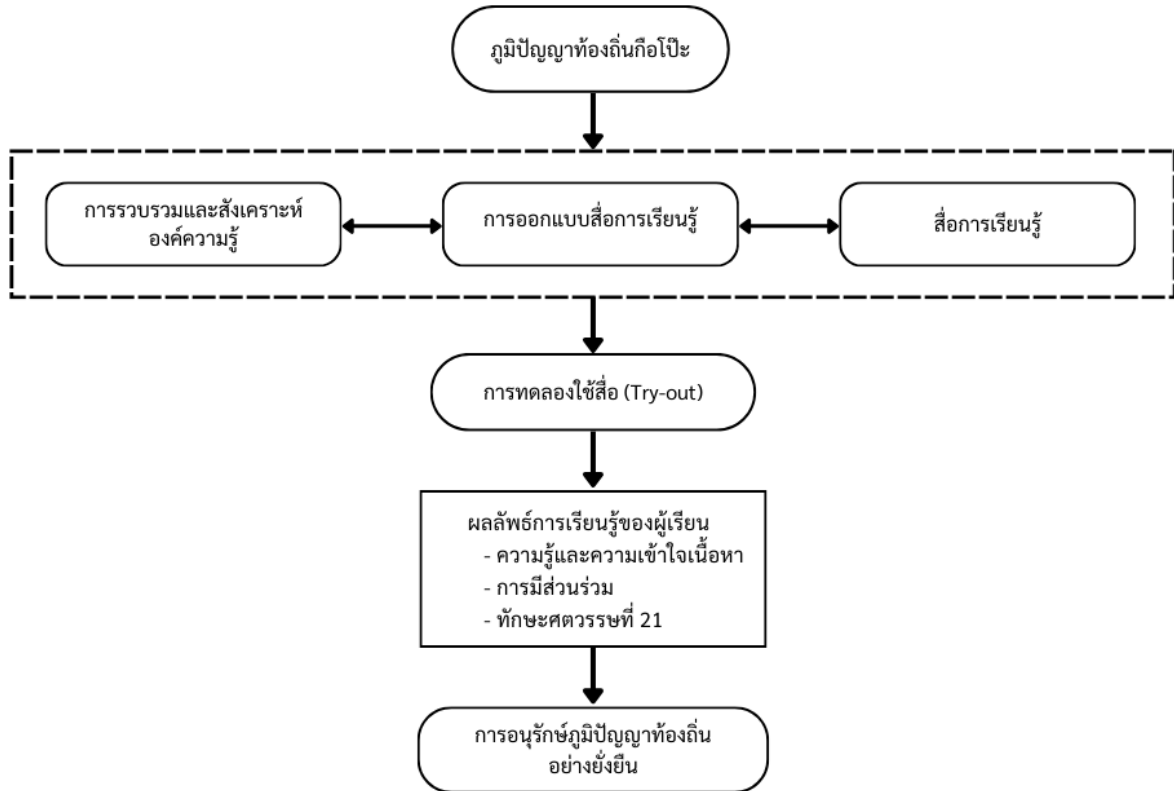 ภูมิปัญญาท้องถิ่นกือโป๊ะ
การรวบรวมและสังเคราะห์
องค์ความรู้
การออกแบบสื่อการเรียนรู้
สื่อการเรียนรู้
การทดลองใช้สื่อ (Try-out)
ผลลัพธ์การเรียนรู้ของผู้เรียน
- ความรู้และความเข้าใจเนื้อหา
- การมีส่วนร่วม
- ทักษะศตวรรษที่ 21
การอนุรักษ์ภูมิปัญญาท้องถิ่น
อย่างยั่งยืน